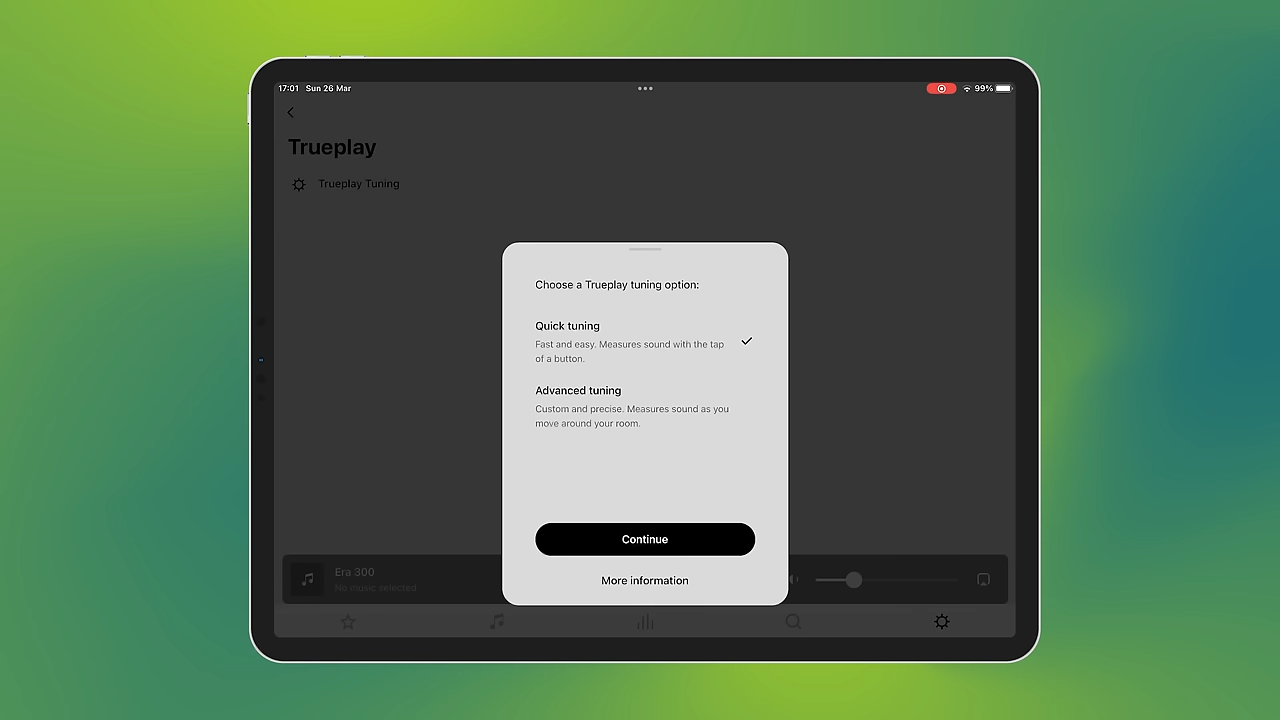 17:01 Sun 26 Mar
99%
Trueplay
Trueplay Tuning
Choose a Trueplay tuning option:
Quick tuning
Fast and easy. Measures sound with the tap
of a button.
Advanced tuning
Custom and precise. Measures sound as you
move around your room.
Continue
More information
Era 300
No music selected